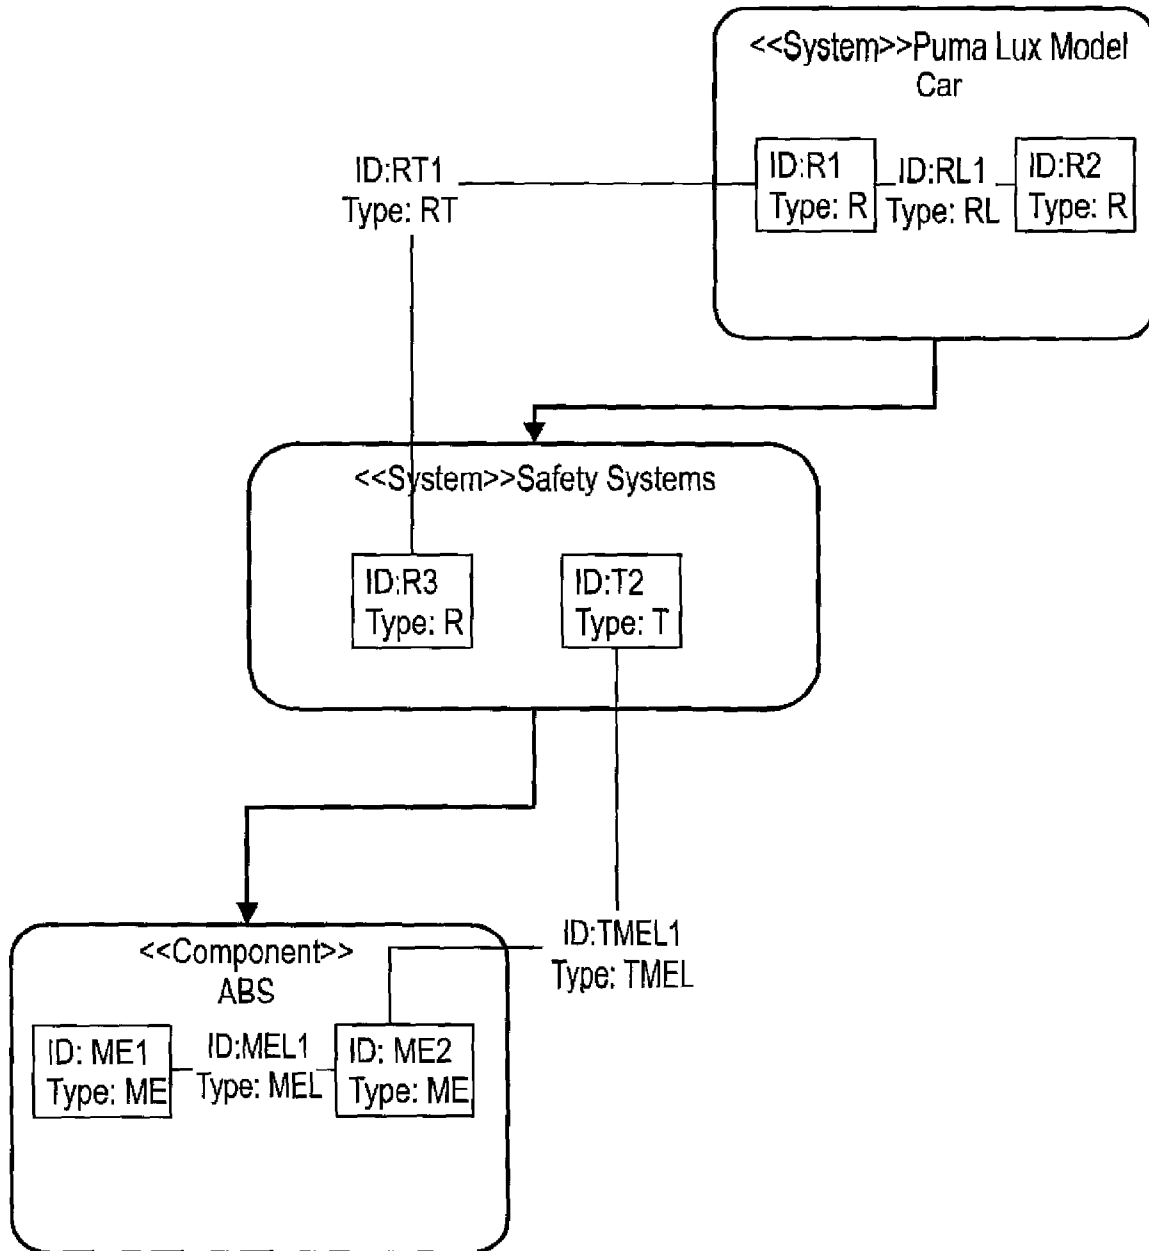 <<System>>Puma Lux Model
Car
ID:RT1
Type: RT
ID:R1
Type: R
ID:RL1
Type: RL
ID:R2
Type: R
<<System>>Safety Systems
ID:R3
Type: R
ID:T2
Type: T
ID:TMEL1
Type: TMEL
<<Component>>
ABS
ID: ME1
Type: ME
ID:MEL1
Type: MEL
ID: ME2
Type: ME